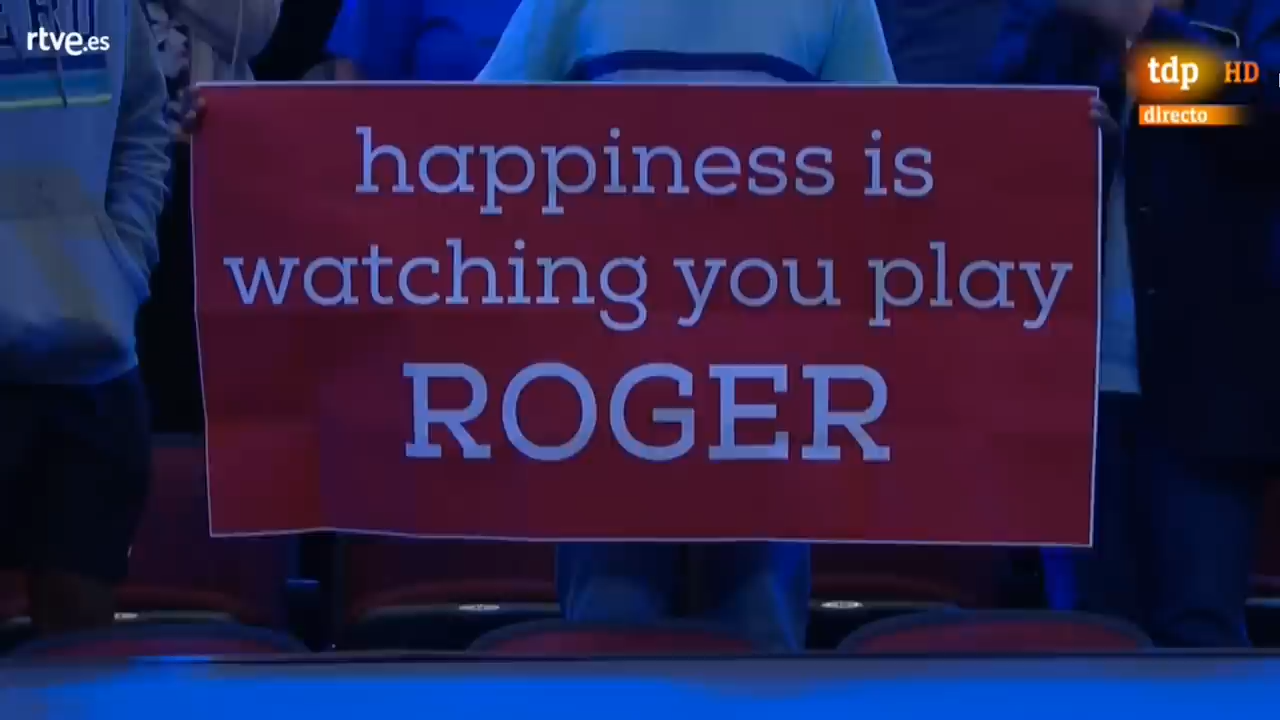 rtve.es
tdp HD
directo
happiness is
watching you play
ROGER